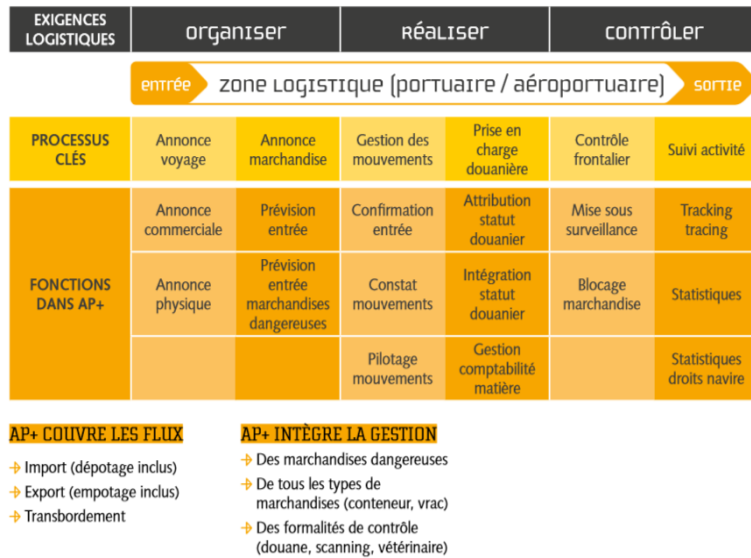 EXIGENCES
LOGISTIQUES
organiser
réaliser
contrôler
entrée
zone logistique (portuaire / aéroportuaire)
sortie
PROCESSUS
CLÉS
Annonce
voyage
Annonce
marchandise
Gestion des
mouvements
Prise en
charge
douanière
Contrôle
frontalier
Suivi activité
FONCTIONS
DANS AP+
Annonce
commerciale
Prévision
entrée
Confirmation
entrée
Attribution
statut
douanier
Mise sous
surveillance
Tracking
tracing
Annonce
physique
Prévision
entrée
marchandises
dangereuses
Constat
mouvements
Intégration
statut
douanier
Blocage
marchandise
Statistiques
Pilotage
mouvements
Gestion
comptabilité
matière
Statistiques
droits navire
AP+ COUVRE LES FLUX
Import (dépotage inclus)
Export (empotage inclus)
Transbordement
AP+ INTÈGRE LA GESTION
Des marchandises dangereuses
De tous les types de
marchandises (conteneur, vrac)
Des formalités de contrôle
(douane, scanning, vétérinaire)